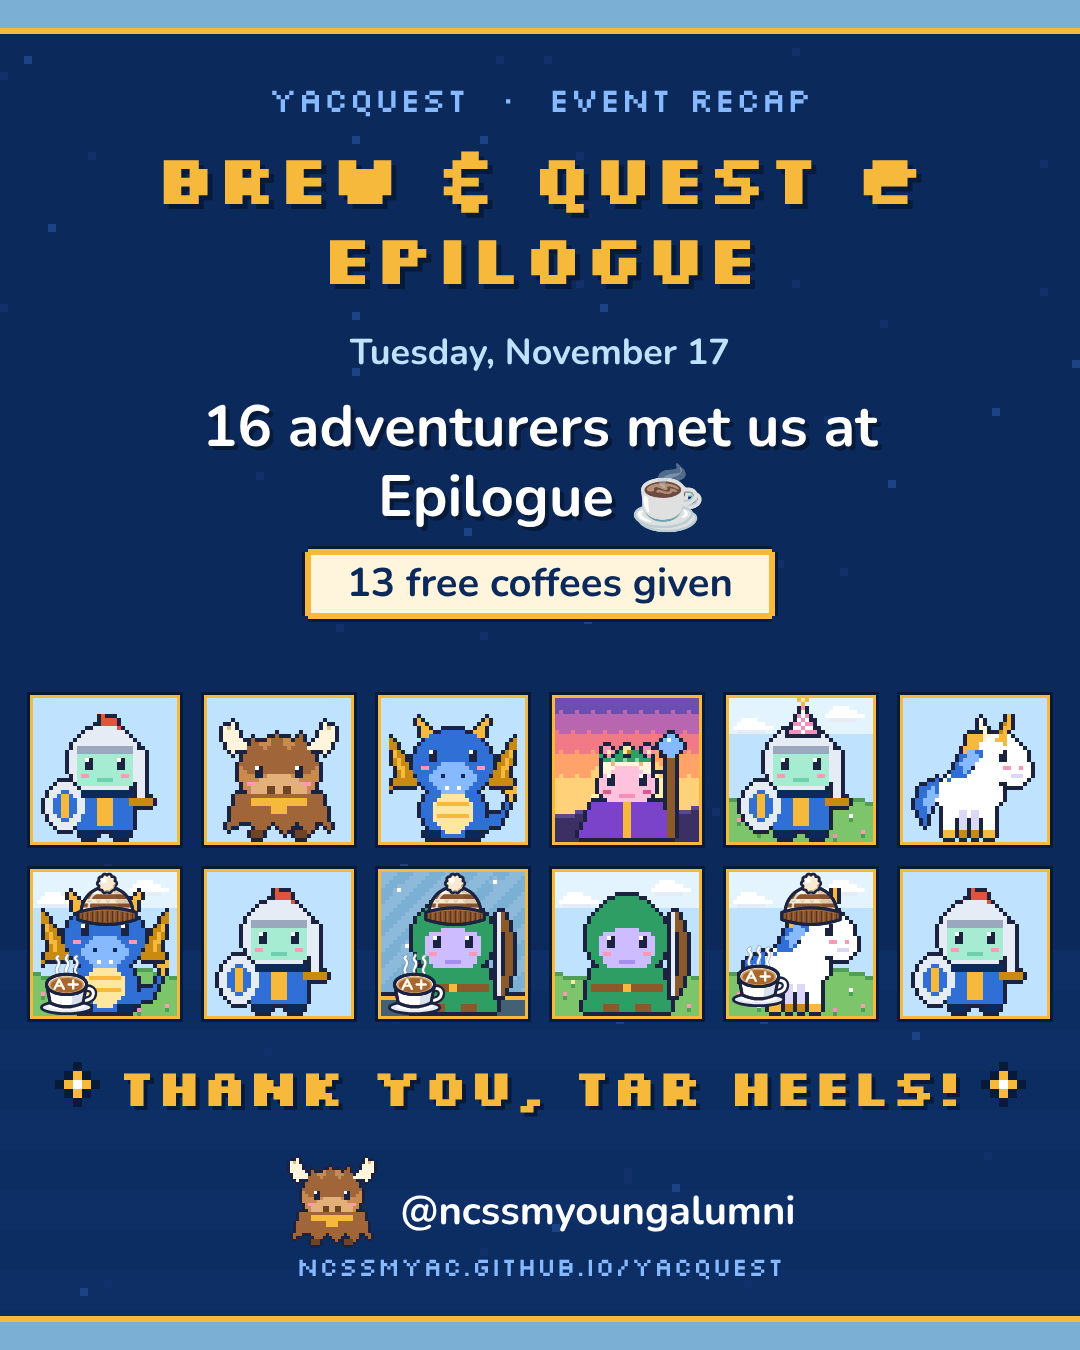 YACQUEST · EVENT RECAP
BREW & QUEST @
EPILOGUE
Tuesday, November 17
16 adventurers met us at
Epilogue ☕
13 free coffees given
A+
A+
A+
THANK YOU, TAR HEELS!
@ncssmyoungalumni
NCSSMYAC.GITHUB.IO/YACQUEST